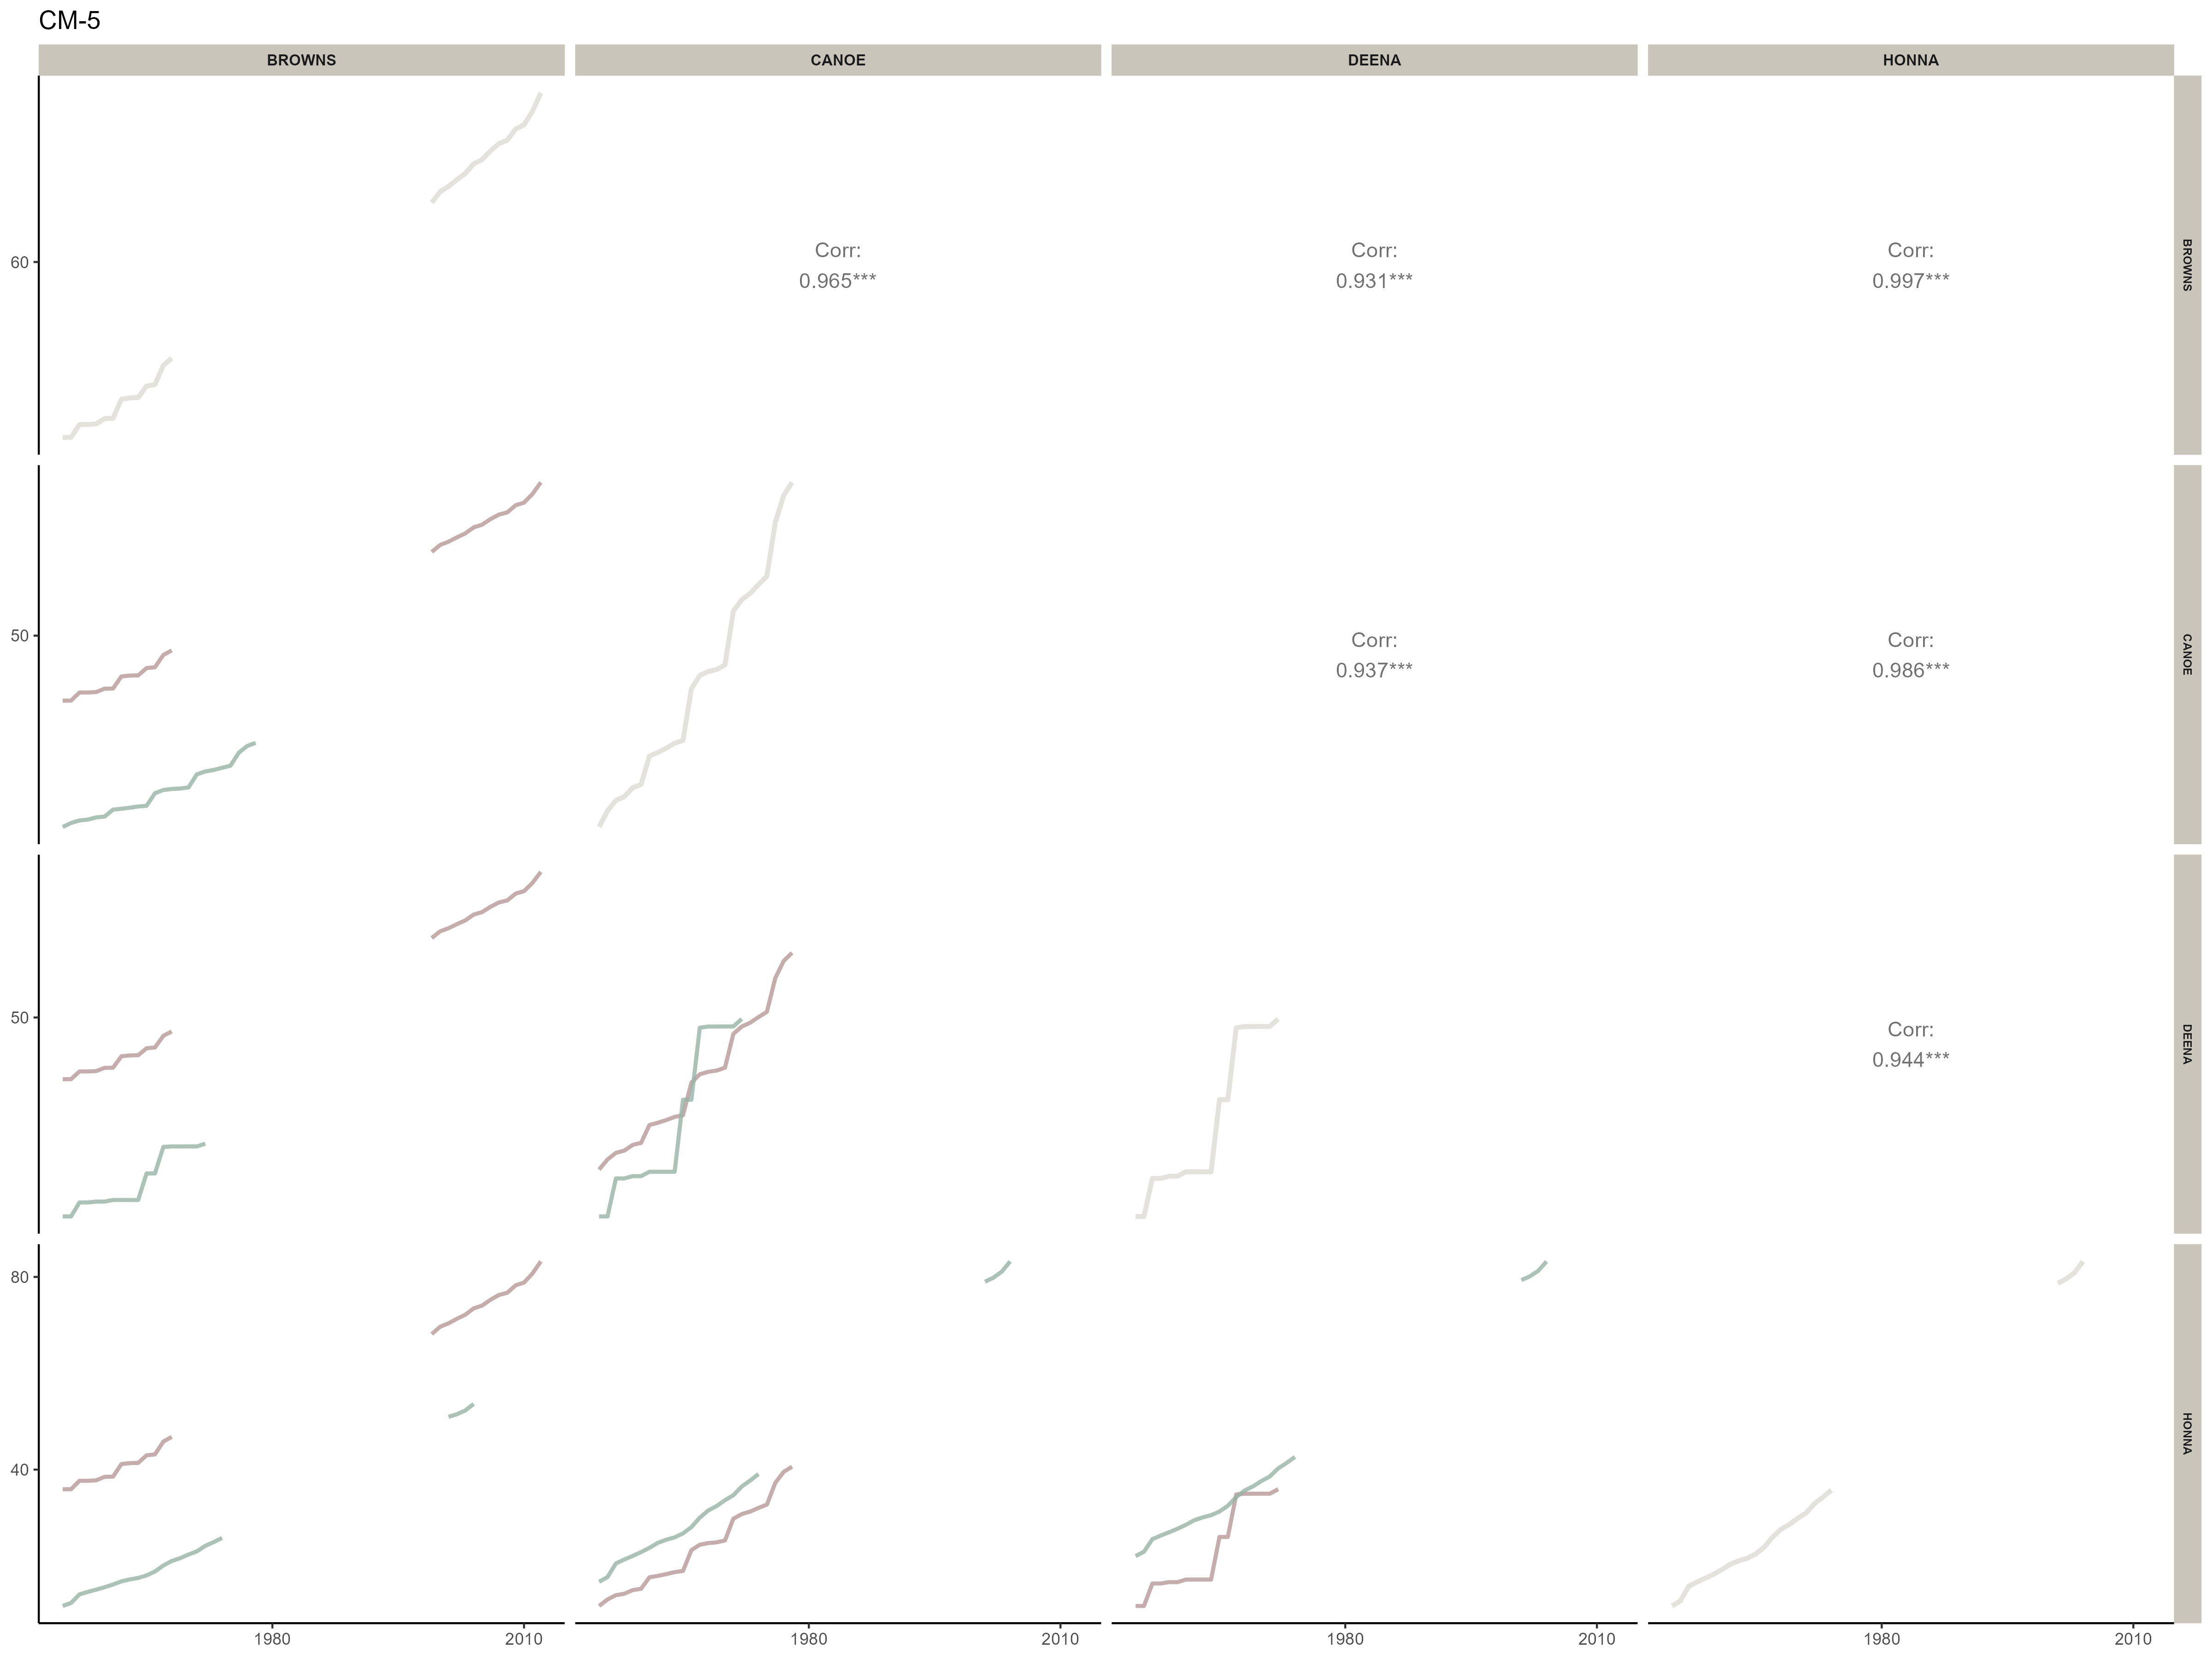 CM-5
BROWNS
CANOE
DEENA
HONNA
60
Corr:
0.965***
Corr:
0.931***
Corr:
0.997***
BROWNS
50
Corr:
0.937***
Corr:
0.986***
CANOE
50
Corr:
0.944***
DEENA
80
40
HONNA
1980
2010
1980
2010
1980
2010
1980
2010